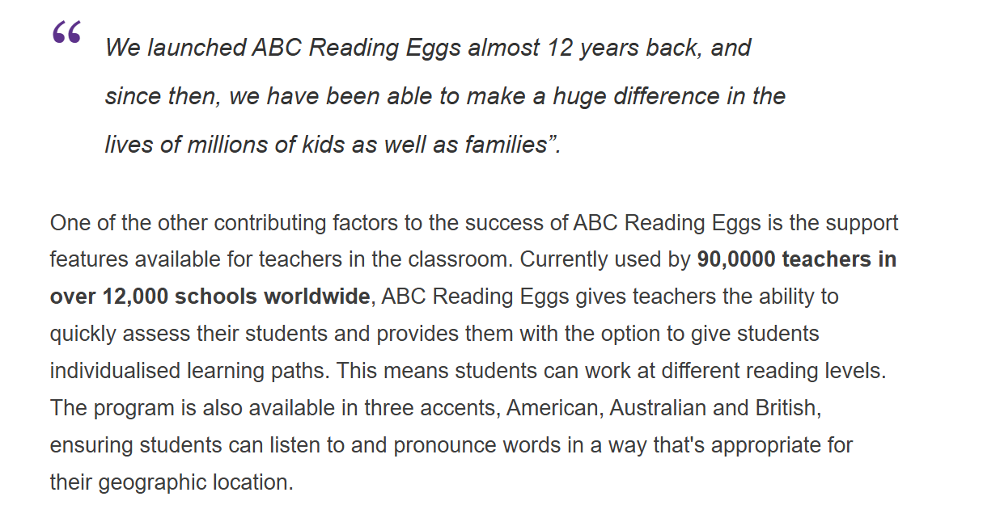 “ We launched ABC Reading Eggs almost 12 years back, and
since then, we have been able to make a huge difference in the
lives of millions of kids as well as families”.
One of the other contributing factors to the success of ABC Reading Eggs is the support
features available for teachers in the classroom. Currently used by 90,0000 teachers in
over 12,000 schools worldwide, ABC Reading Eggs gives teachers the ability to
quickly assess their students and provides them with the option to give students
individualised learning paths. This means students can work at different reading levels.
The program is also available in three accents, American, Australian and British,
ensuring students can listen to and pronounce words in a way that's appropriate for
their geographic location.